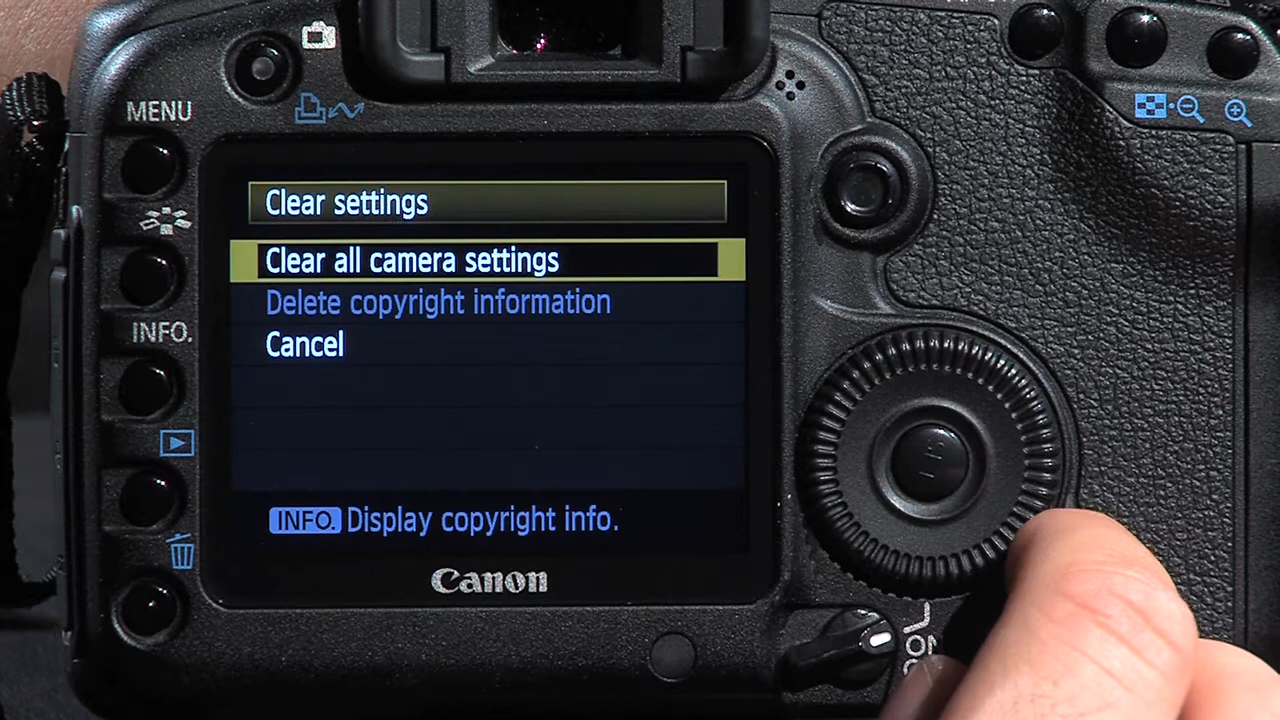 MENU
INFO.
Clear settings
Clear all camera settings
Delete copyright information
Cancel
INFO. Display copyright info.
Canon